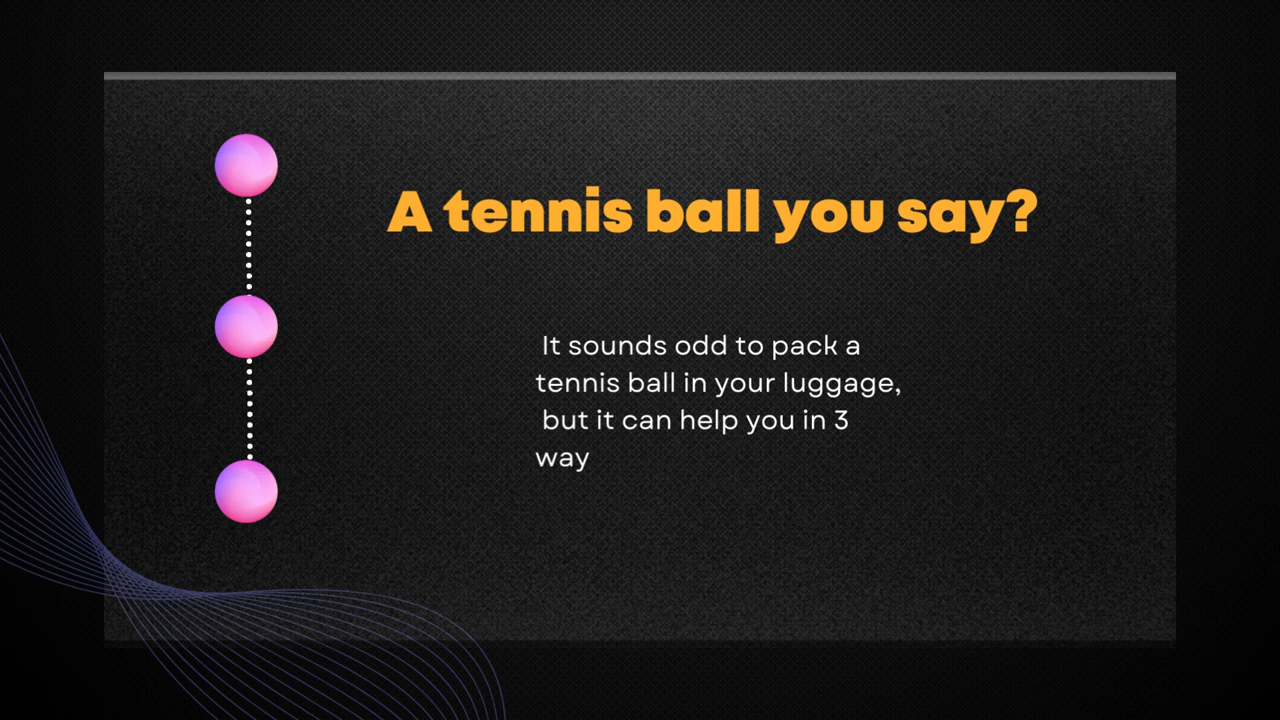 A tennis ball you say?
It sounds odd to pack a
tennis ball in your luggage,
but it can help you in 3
way